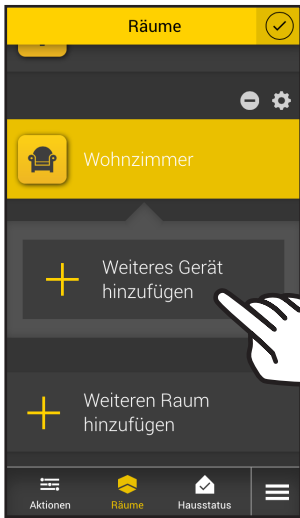 Räume
Wohnzimmer
Weiteres Gerät
hinzufügen
Weiteren Raum
hinzufügen
Aktionen
Räume
Hausstatus